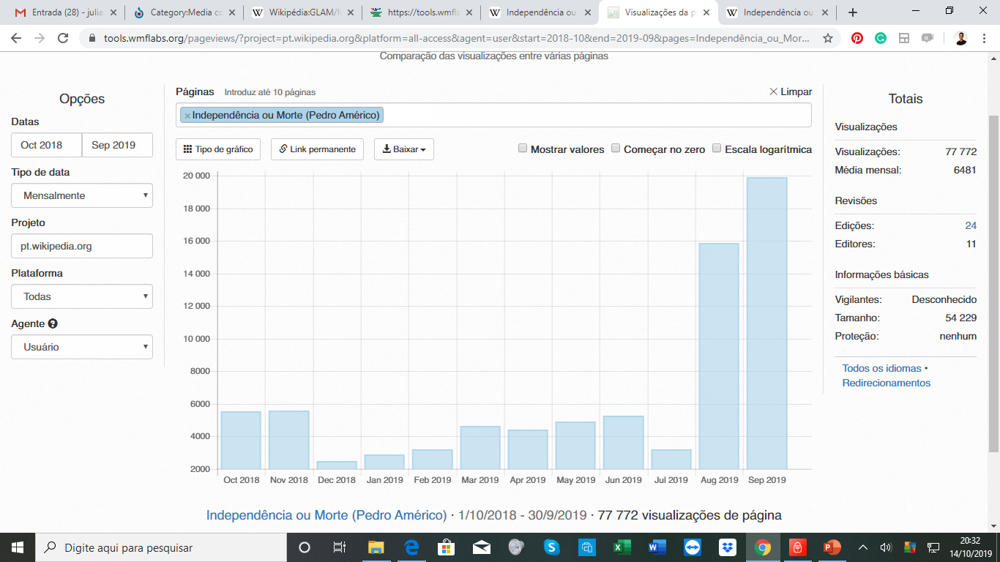 Entrada (28) - julia
Category:Media co
Wikipédia:GLAM/M
https://tools.wmfla
Independência ou
Visualizações da p
Independência ou
tools.wmflabs.org/pageviews/?project=pt.wikipedia.org&platform=all-access&agent=user&start=2018-10&end=2019-09&pages=Independência_ou_Mor...
Comparação das visualizações entre várias páginas
Opções
Datas
Oct 2018 Sep 2019
Tipo de data
Mensalmente
Projeto
pt.wikipedia.org
Plataforma
Todas
Agente
Usuário
Páginas Introduz até 10 páginas
Limpar
× Independência ou Morte (Pedro Américo)
Tipo de gráfico Link permanente Baixar
Mostrar valores Começar no zero Escala logarítmica
20 000
18 000
16 000
14 000
12 000
10 000
8000
6000
4000
2000
Oct 2018 Nov 2018 Dec 2018 Jan 2019 Feb 2019 Mar 2019 Apr 2019 May 2019 Jun 2019 Jul 2019 Aug 2019 Sep 2019
Independência ou Morte (Pedro Américo) · 1/10/2018 - 30/9/2019 · 77 772 visualizações de página
Totais
Visualizações
Visualizações: 77 772
Média mensal: 6481
Revisões
Edições: 24
Editores: 11
Informações básicas
Vigilantes: Desconhecido
Tamanho: 54 229
Proteção: nenhum
Todos os idiomas •
Redirecionamentos
Digite aqui para pesquisar
20:32
14/10/2019